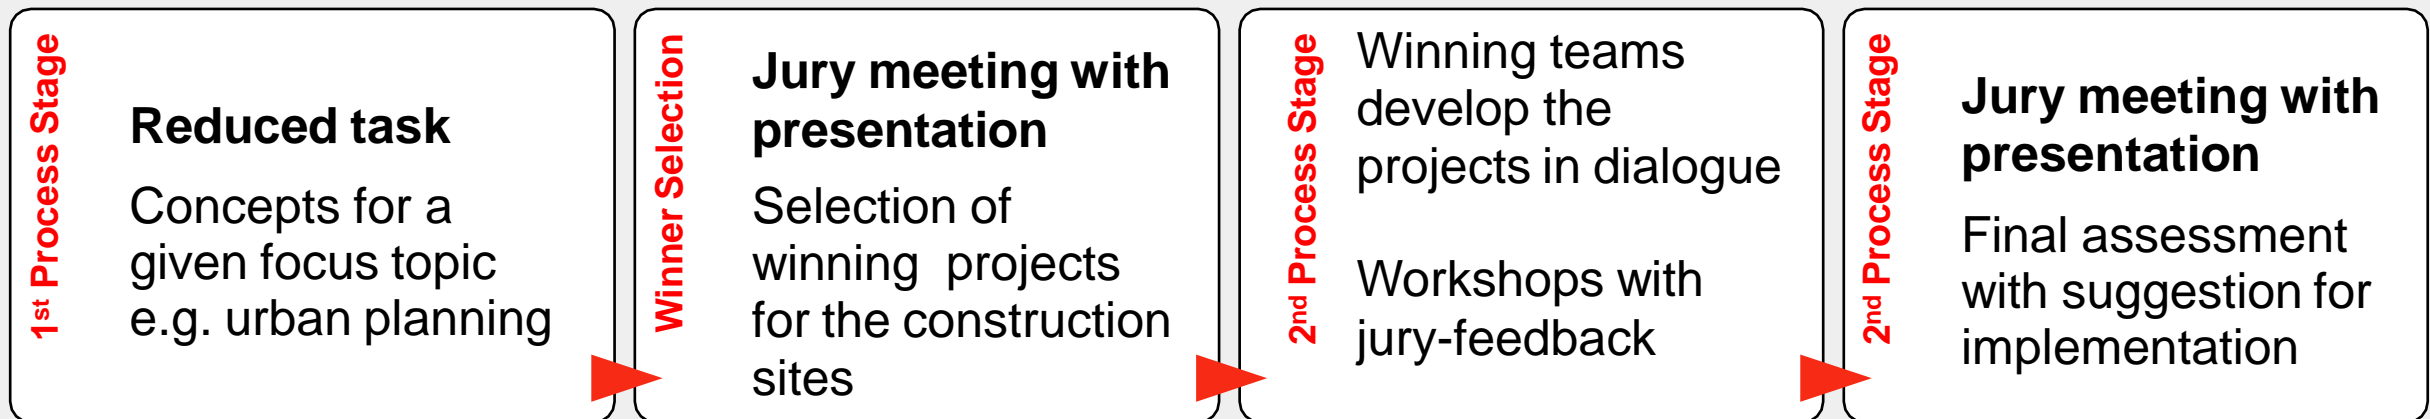 1st Process Stage
Reduced task
Concepts for a
given focus topic
e.g. urban planning
Winner Selection
Jury meeting with
presentation
Selection of
winning  projects
for the construction
sites
2nd Process Stage
Winning teams
develop the
projects in dialogue
Workshops with
jury-feedback
2nd Process Stage
Jury meeting with
presentation
Final assessment
with suggestion for
implementation